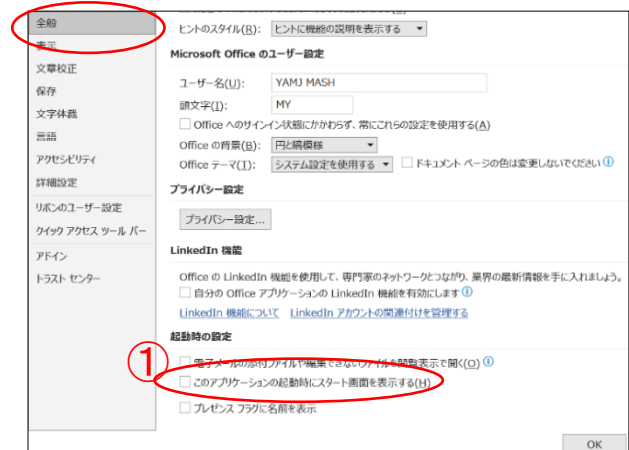 全般
表示
文章校正
保存
文字体裁
言語
アクセシビリティ
詳細設定
リボンのユーザー設定
クイック アクセス ツール バー
アドイン
トラスト センター
ヒントのスタイル(R): ヒントに機能の説明を表示する
Microsoft Office のユーザー設定
ユーザー名(U): YAMJ MASH
頭文字(I): MY
Office へのサインイン状態にかかわらず、常にこれらの設定を使用する(A)
Office の背景(B): 円と縞模様
Office テーマ(T): システム設定を使用する ドキュメント ページの色は変更しないでください
プライバシー設定
プライバシー設定...
LinkedIn 機能
Office の LinkedIn 機能を使用して、専門家のネットワークとつながり、業界の最新情報を手に入れましょう。
自分の Office アプリケーションの LinkedIn 機能を有効にします
LinkedIn 機能について LinkedIn アカウントの関連付けを管理する
起動時の設定
①
電子メールの添付ファイルや編集できないファイルを閲覧表示で開く(O)
このアプリケーションの起動時にスタート画面を表示する(H)
プレゼンス フラグに名前を表示
OK